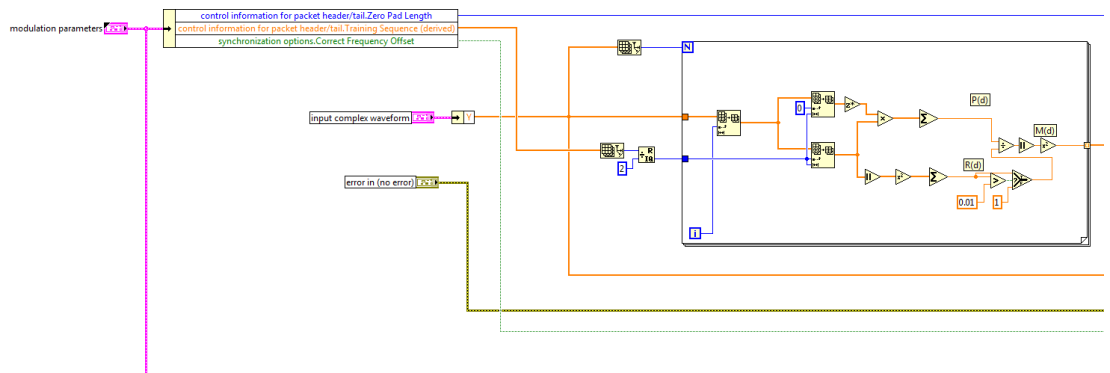 control information for packet header/tail.Zero Pad Length
modulation parameters
control information for packet header/tail.Training Sequence (derived)
synchronization options.Correct Frequency Offset
N
P(d)
0
z*
input complex waveform
Y
x
Σ
M(d)
÷
||
x²
R
IQ
2
R(d)
error in (no error)
||
x²
Σ
>
0.01
1
i